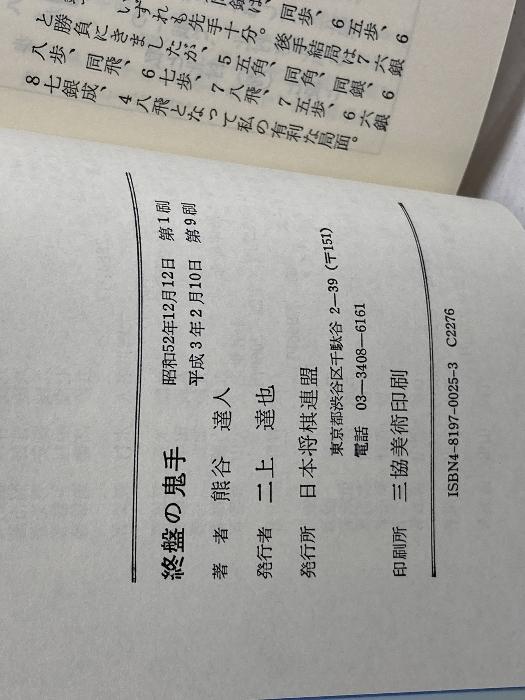 同歩、6五歩、6
いずれも先手十分。後手結局は7六銀
と勝負にきましたが、5五角、同角、同銀、6
八歩、同飛、6七歩、7八飛、7五歩、6六銀
8七銀成、4八飛となって私の有利な局面。
終盤の鬼手
昭和52年12月12日 第1刷
平成3年2月10日 第9刷
著者 熊谷 達人
発行者 二上 達也
発行所 日本将棋連盟
東京都渋谷区千駄谷 2—39 (〒151)
電話 03—3408—6161
印刷所 三協美術印刷
ISBN4-8197-0025-3 C2276